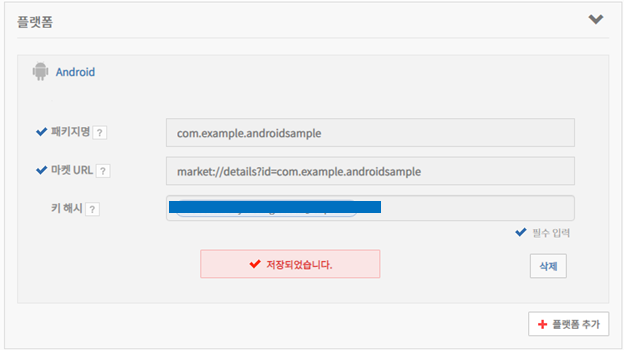 플랫폼
Android
패키지명 ?
com.example.androidsample
마켓 URL ?
market://details?id=com.example.androidsample
키 해시 ?
필수 입력
저장되었습니다.
삭제
+ 플랫폼 추가